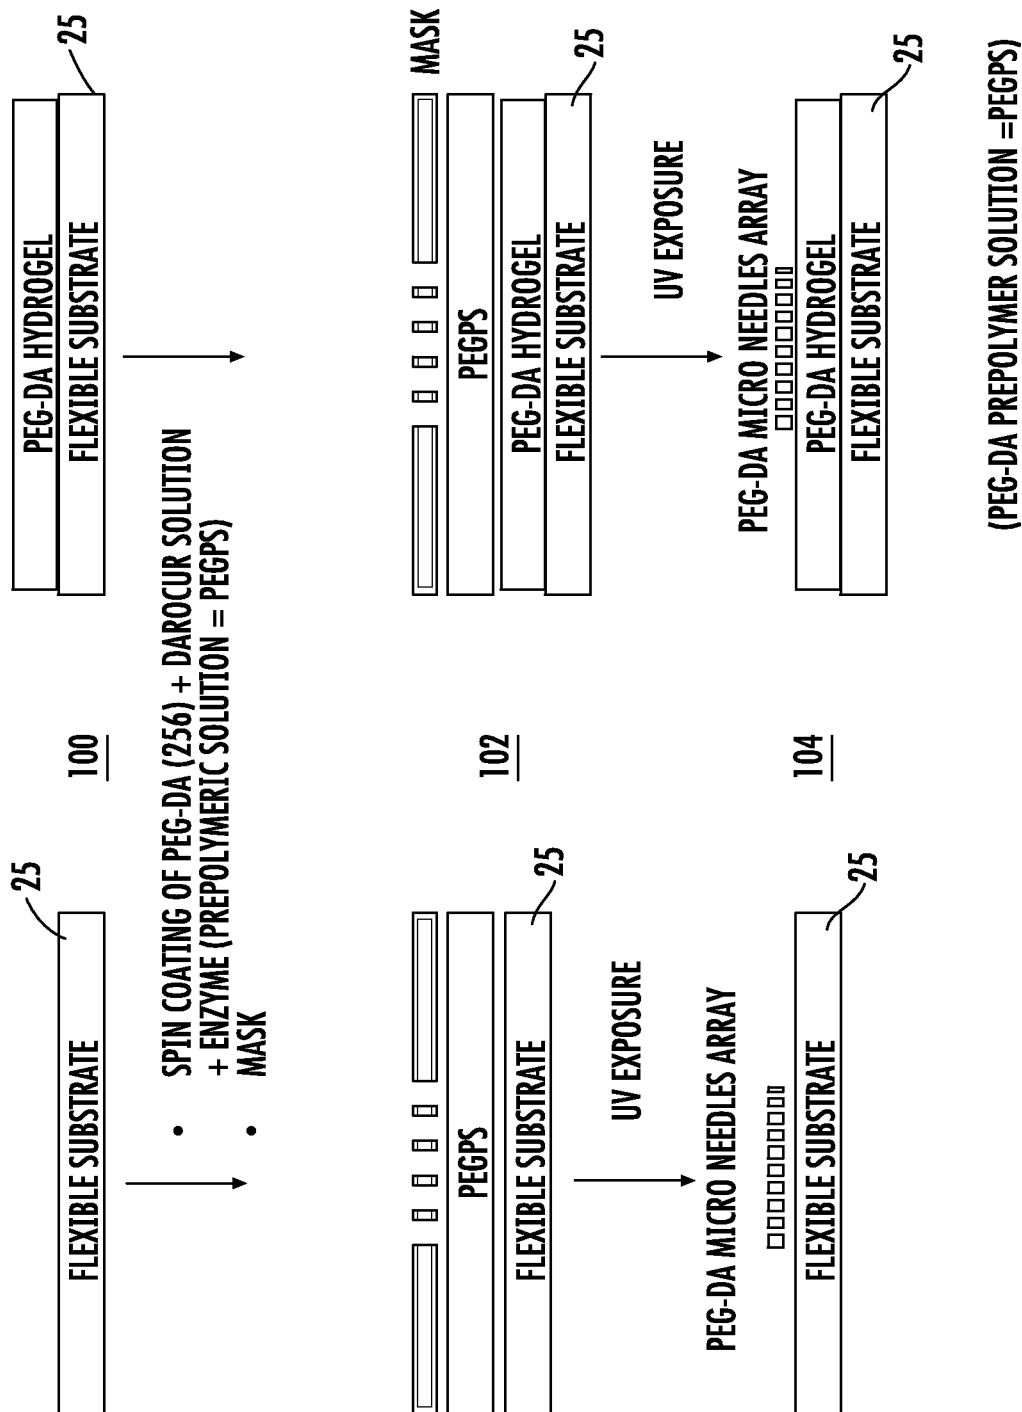 25
FLEXIBLE SUBSTRATE
100
PEG-DA HYDROGEL
FLEXIBLE SUBSTRATE
25
• SPIN COATING OF PEG-DA (256) + DAROCUR SOLUTION
+ ENZYME (PREPOLYMERIC SOLUTION = PEGPS)
• MASK
MASK
PEGPS
FLEXIBLE SUBSTRATE
25
102
PEGPS
PEG-DA HYDROGEL
FLEXIBLE SUBSTRATE
25
UV EXPOSURE
UV EXPOSURE
PEG-DA MICRO NEEDLES ARRAY
FLEXIBLE SUBSTRATE
25
104
PEG-DA MICRO NEEDLES ARRAY
PEG-DA HYDROGEL
FLEXIBLE SUBSTRATE
25
(PEG-DA PREPOLYMER SOLUTION =PEGPS)